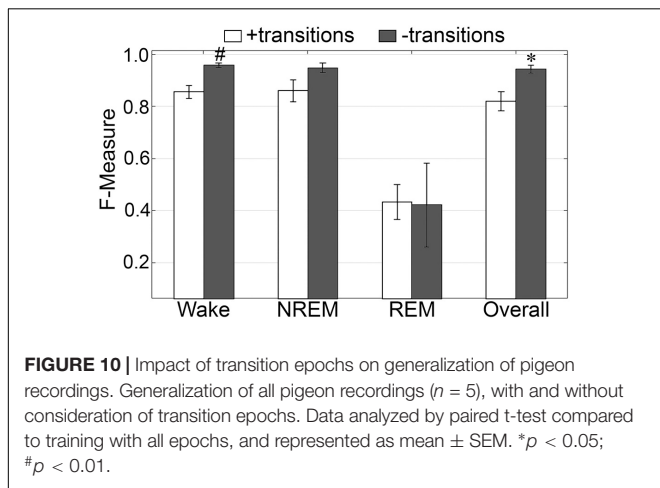 +transitions -transitions
1.0
0.8
0.6
0.4
0.2
F-Measure
# *
Wake NREM REM Overall
FIGURE 10 | Impact of transition epochs on generalization of pigeon
recordings. Generalization of all pigeon recordings (n = 5), with and without
consideration of transition epochs. Data analyzed by paired t-test compared
to training with all epochs, and represented as mean ± SEM. *p < 0.05;
#p < 0.01.